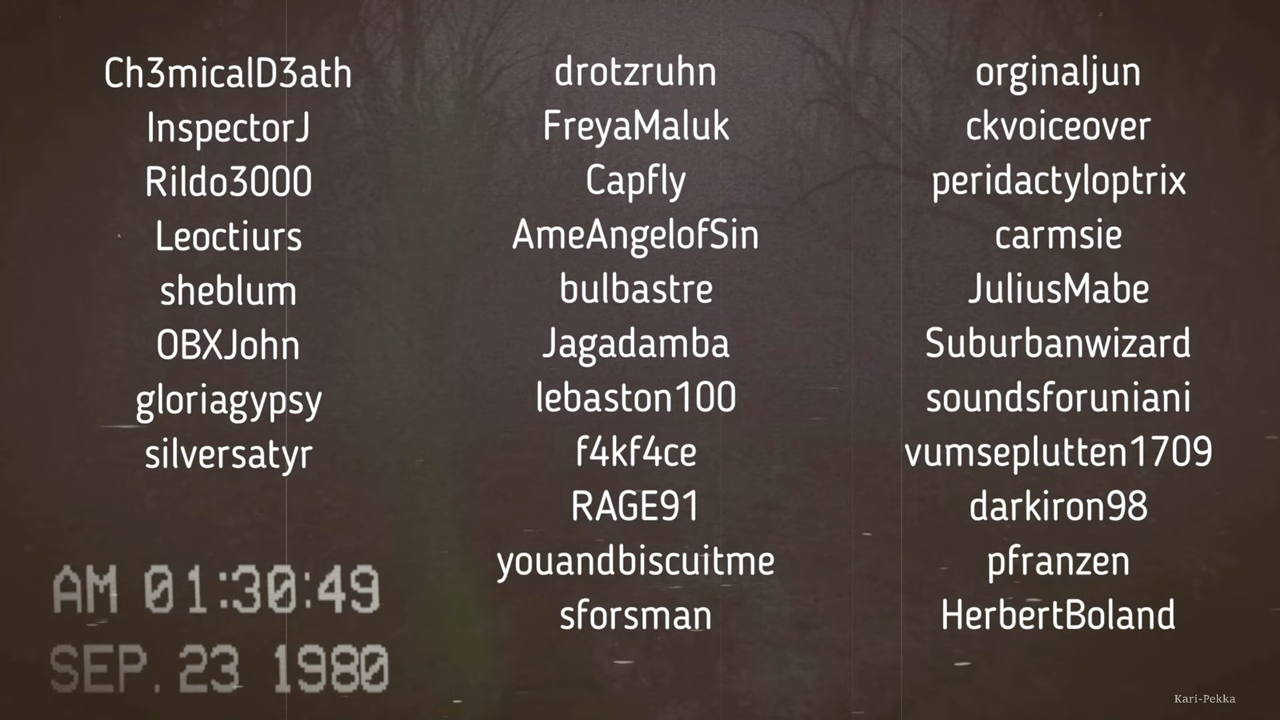 Ch3micalD3ath
InspectorJ
Rildo3000
Leoctiurs
sheblum
OBXJohn
gloriagypsy
silversatyr
drotzruhn
FreyaMaluk
Capfly
AmeAngelofSin
bulbastre
Jagadamba
lebaston100
f4kf4ce
RAGE91
youandbiscuitme
sforsman
orginaljun
ckvoiceover
peridactyloptrix
carmsie
JuliusMabe
Suburbanwizard
soundsforuniani
vumseplutten1709
darkiron98
pfranzen
HerbertBoland
AM 01:30:49
SEP. 23 1980
Kari-Pekka